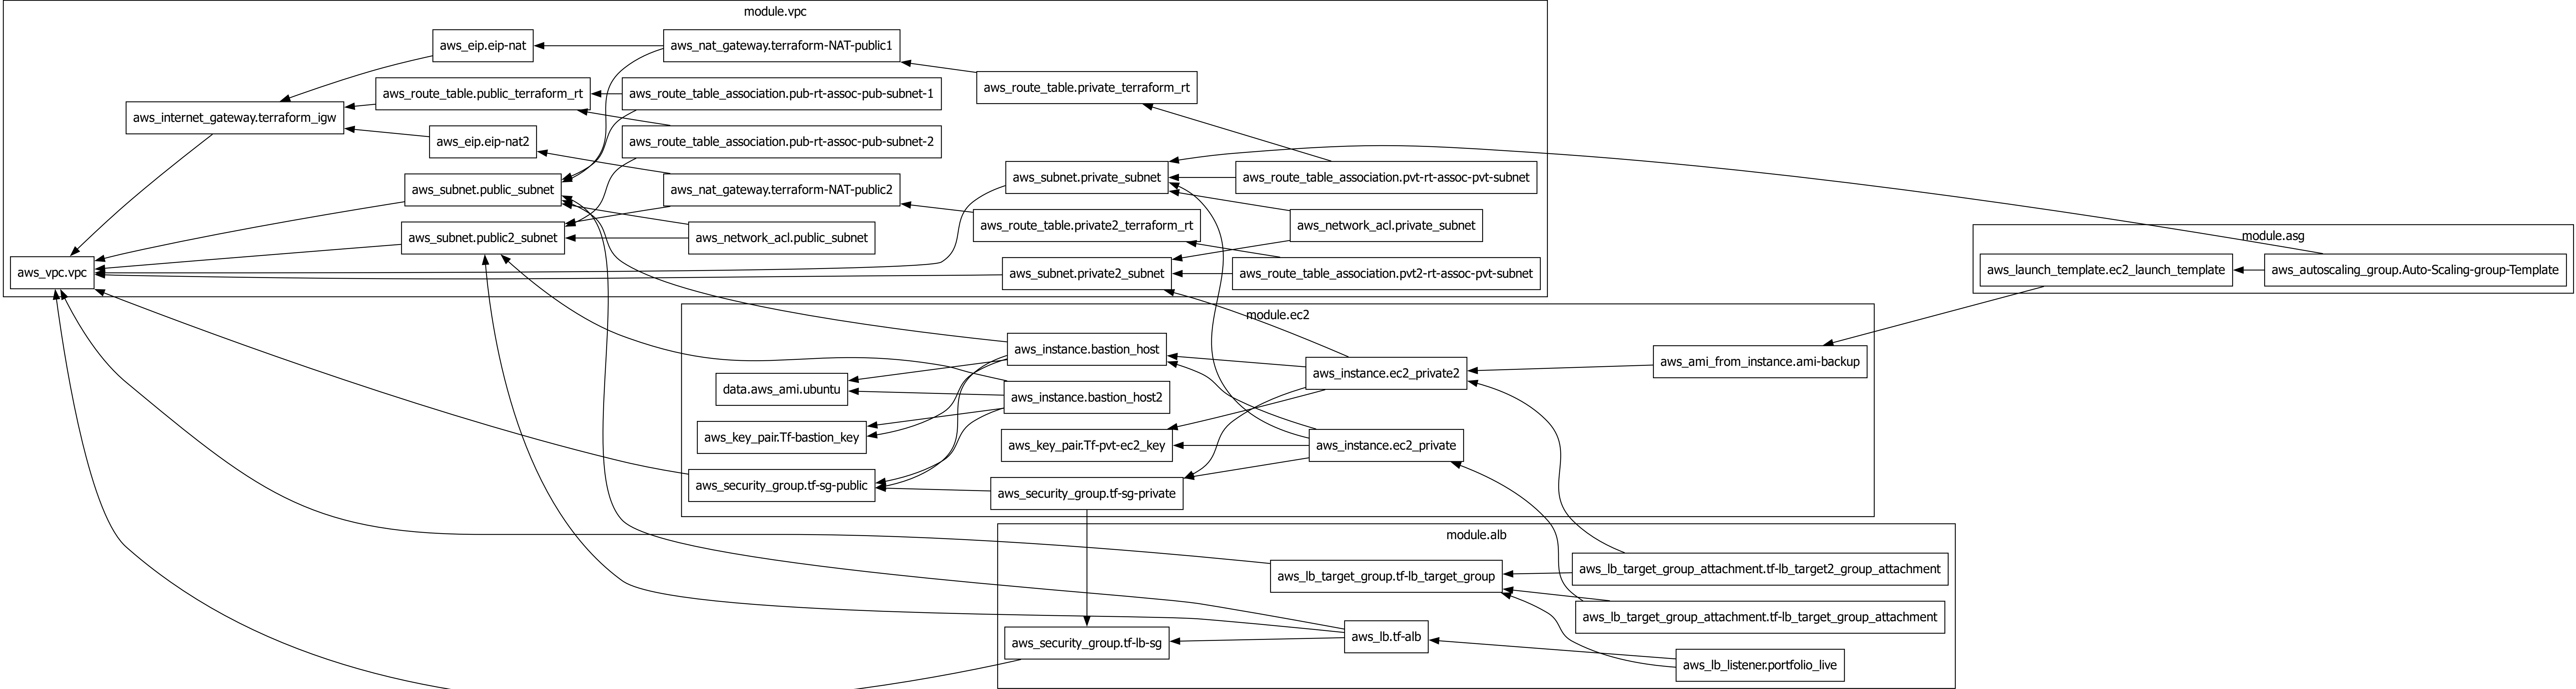 module.vpc
aws_eip.eip-nat
aws_nat_gateway.terraform-NAT-public1
aws_route_table.public_terraform_rt
aws_route_table_association.pub-rt-assoc-pub-subnet-1
aws_route_table.private_terraform_rt
aws_internet_gateway.terraform_igw
aws_eip.eip-nat2
aws_route_table_association.pub-rt-assoc-pub-subnet-2
aws_subnet.public_subnet
aws_nat_gateway.terraform-NAT-public2
aws_subnet.private_subnet
aws_route_table_association.pvt-rt-assoc-pvt-subnet
aws_subnet.public2_subnet
aws_network_acl.public_subnet
aws_route_table.private2_terraform_rt
aws_network_acl.private_subnet
aws_vpc.vpc
aws_subnet.private2_subnet
aws_route_table_association.pvt2-rt-assoc-pvt-subnet
module.asg
aws_launch_template.ec2_launch_template
aws_autoscaling_group.Auto-Scaling-group-Template
module.ec2
aws_instance.bastion_host
aws_ami_from_instance.ami-backup
aws_instance.ec2_private2
data.aws_ami.ubuntu
aws_instance.bastion_host2
aws_key_pair.Tf-bastion_key
aws_key_pair.Tf-pvt-ec2_key
aws_instance.ec2_private
aws_security_group.tf-sg-public
aws_security_group.tf-sg-private
module.alb
aws_lb_target_group.tf-lb_target_group
aws_lb_target_group_attachment.tf-lb_target2_group_attachment
aws_lb_target_group_attachment.tf-lb_target_group_attachment
aws_security_group.tf-lb-sg
aws_lb.tf-alb
aws_lb_listener.portfolio_live